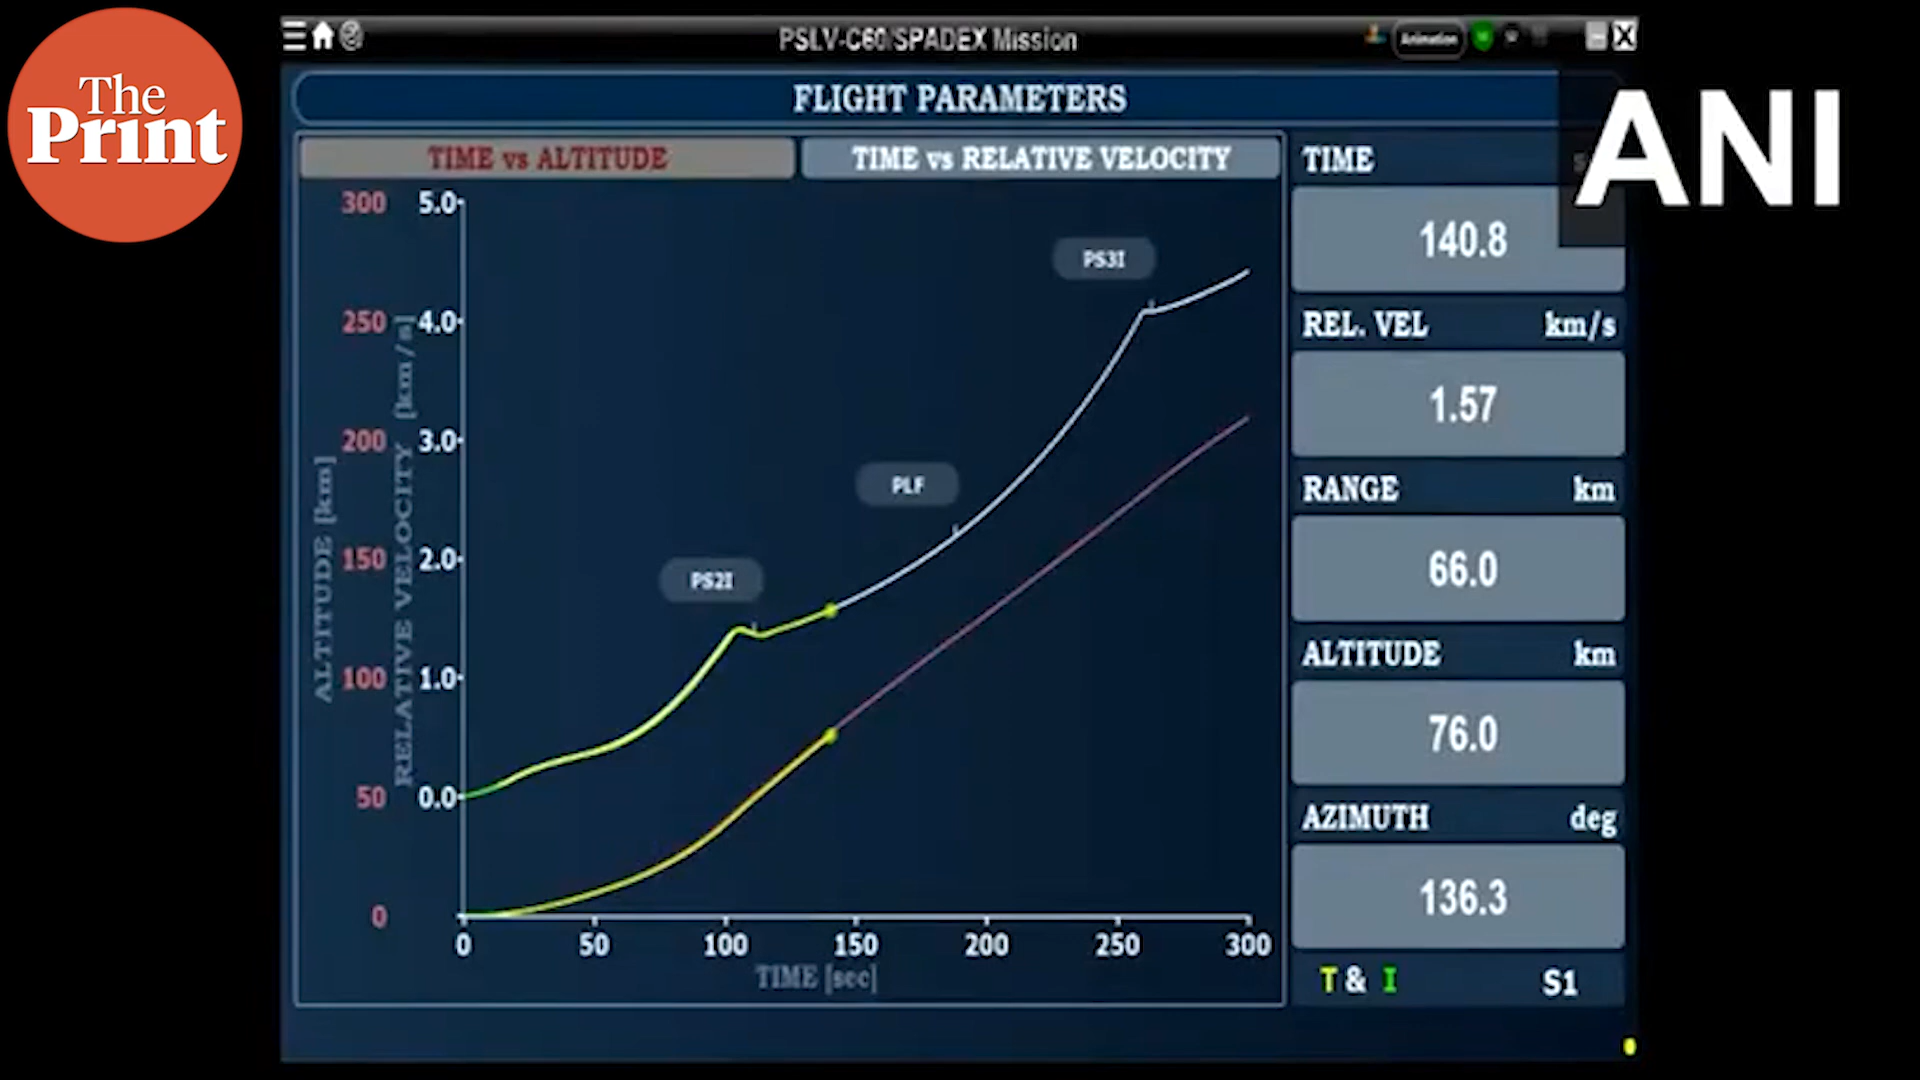 The
Print
PSLV-C60/SPADEX Mission
Animation
X
ANI
FLIGHT PARAMETERS
TIME vs ALTITUDE
TIME vs RELATIVE VELOCITY
TIME
140.8
REL. VEL km/s
1.57
RANGE km
66.0
ALTITUDE km
76.0
AZIMUTH deg
136.3
T & I S1
300 5.0
250 4.0
200 3.0
150 2.0
100 1.0
50 0.0
0
ALTITUDE [km]
RELATIVE VELOCITY [km/s]
PS3I
PLF
PS2I
0 50 100 150 200 250 300
TIME [sec]